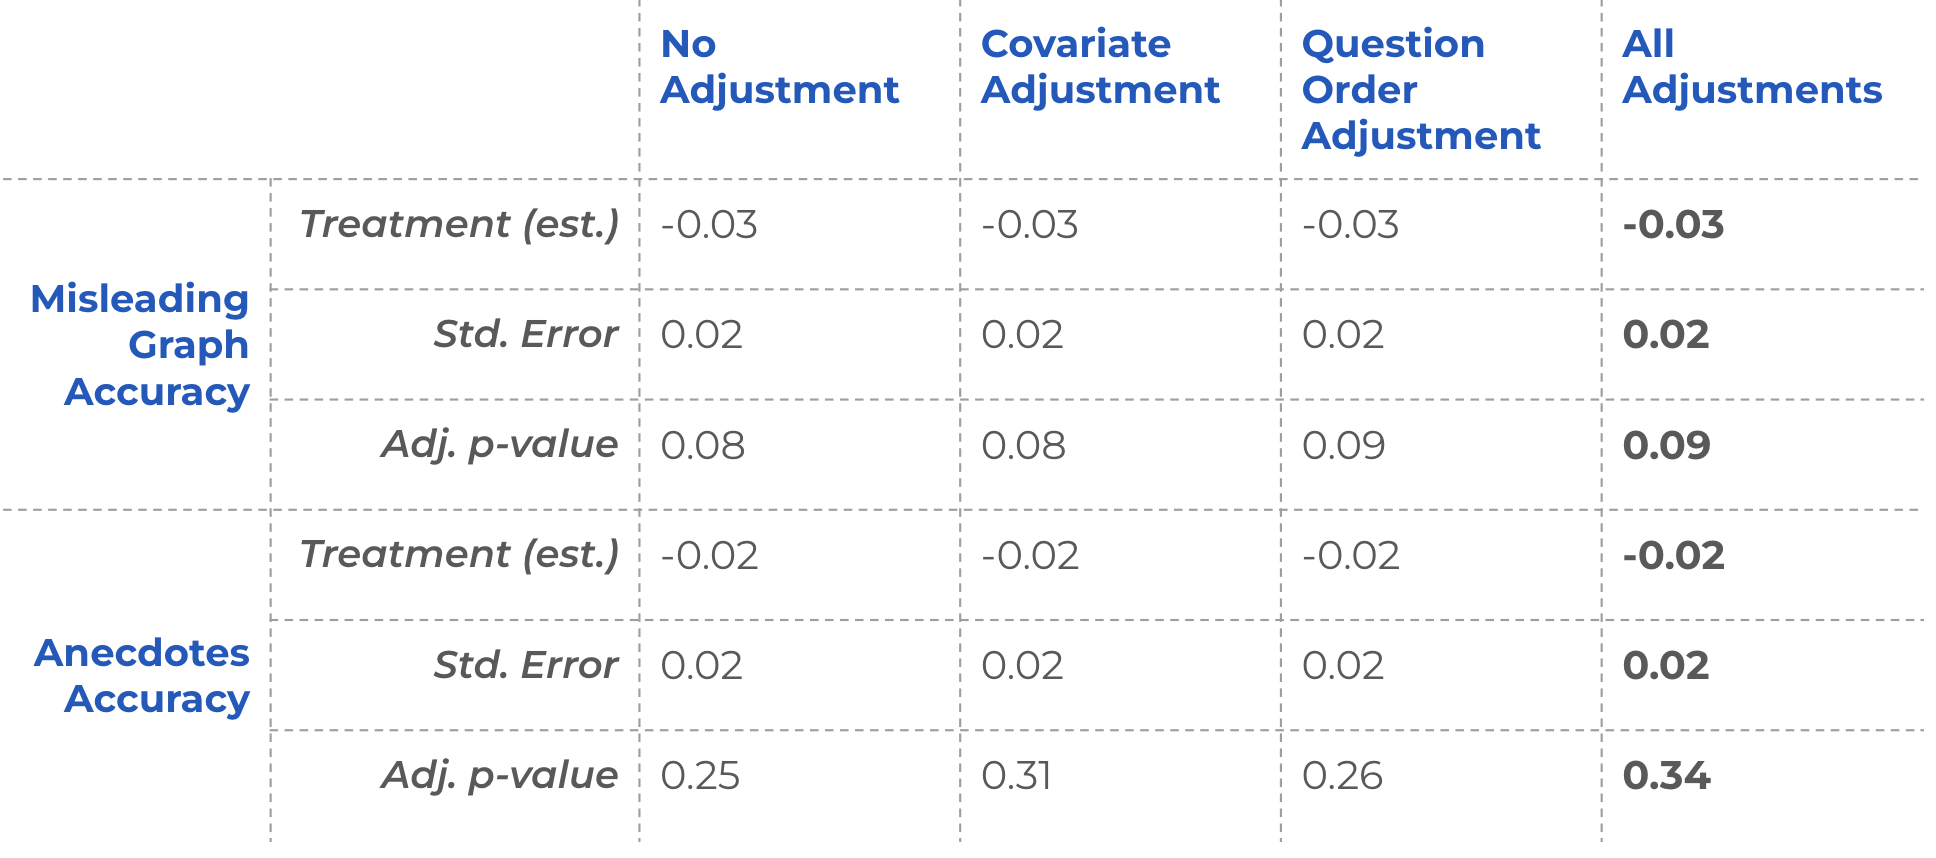 No Adjustment
Covariate Adjustment
Question Order Adjustment
All Adjustments
Misleading Graph Accuracy
Treatment (est.) -0.03 -0.03 -0.03 -0.03
Std. Error 0.02 0.02 0.02 0.02
Adj. p-value 0.08 0.08 0.09 0.09
Anecdotes Accuracy
Treatment (est.) -0.02 -0.02 -0.02 -0.02
Std. Error 0.02 0.02 0.02 0.02
Adj. p-value 0.25 0.31 0.26 0.34